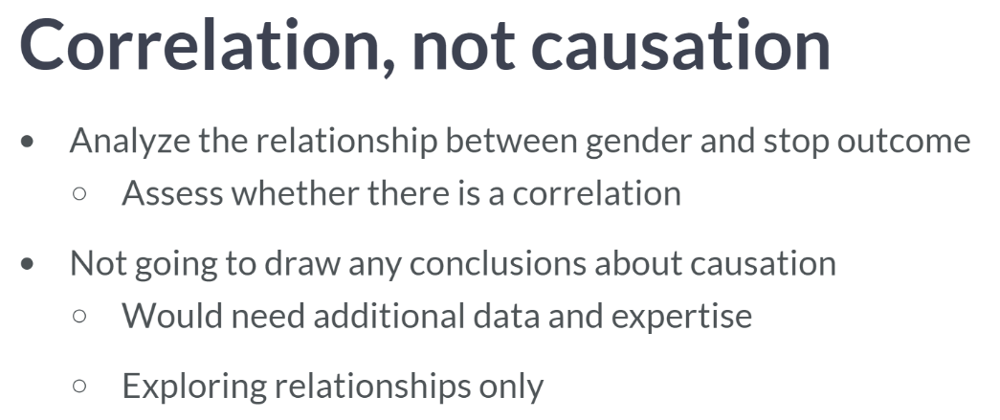 Correlation, not causation
• Analyze the relationship between gender and stop outcome
○ Assess whether there is a correlation
• Not going to draw any conclusions about causation
○ Would need additional data and expertise
○ Exploring relationships only